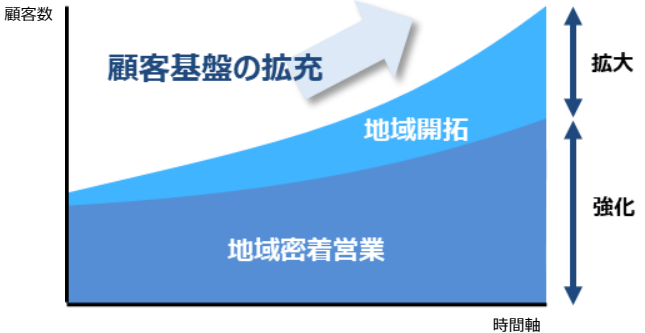 顧客数
顧客基盤の拡充
拡大
地域開拓
強化
地域密着営業
時間軸